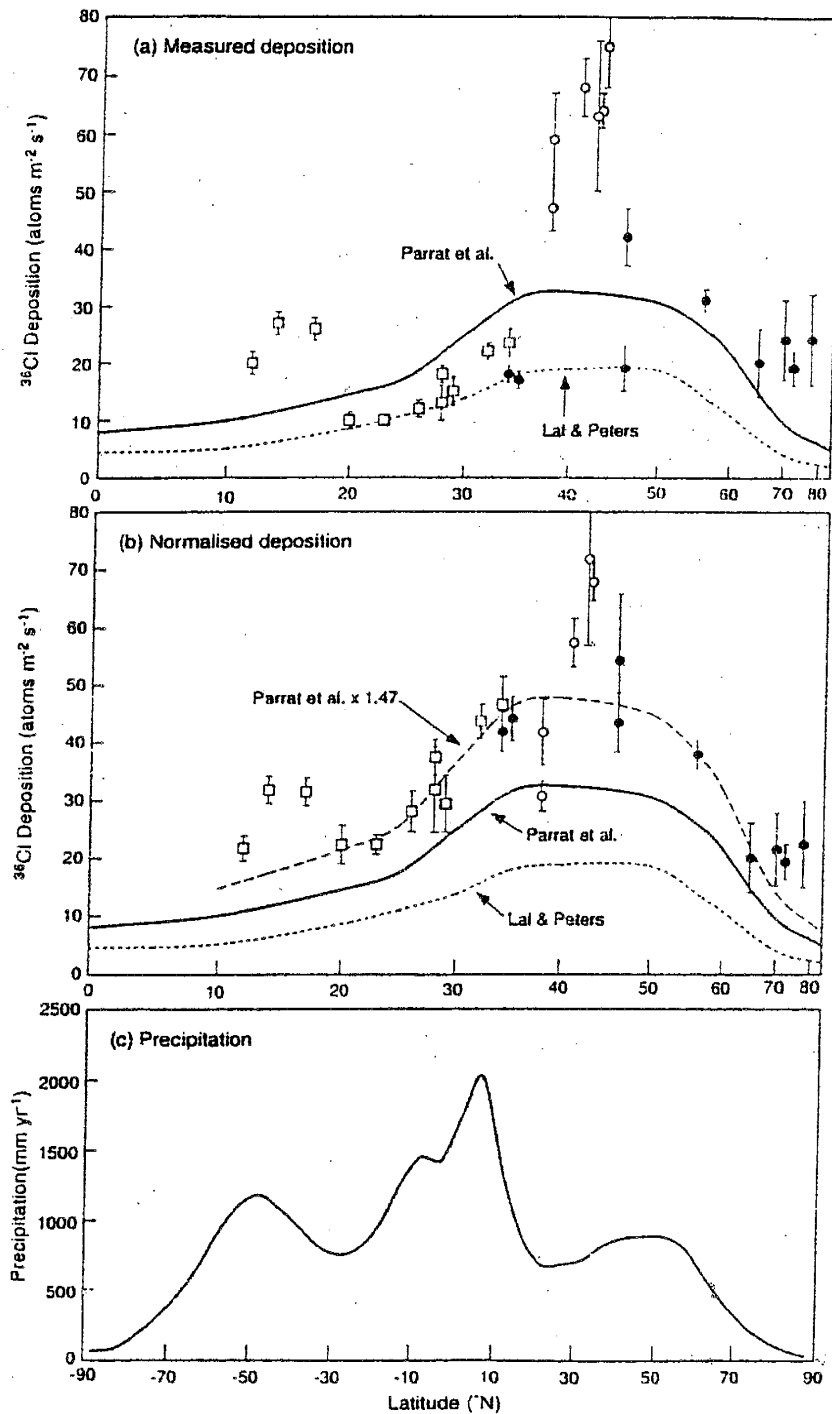 (a) Measured deposition
80
70
60
50
40
30
20
10
0
³⁶Cl Deposition (atoms m⁻² s⁻¹)
Parrat et al.
Lal & Peters
0 10 20 30 40 50 60 70 80
(b) Normalised deposition
80
70
60
50
40
30
20
10
0
³⁶Cl Deposition (atoms m⁻² s⁻¹)
Parrat et al. x 1.47
Parrat et al.
Lal & Peters
0 10 20 30 40 50 60 70 80
(c) Precipitation
2500
2000
1500
1000
500
0
Precipitation(mm yr⁻¹)
-90 -70 -50 -30 -10 10 30 50 70 90
Latitude (°N)